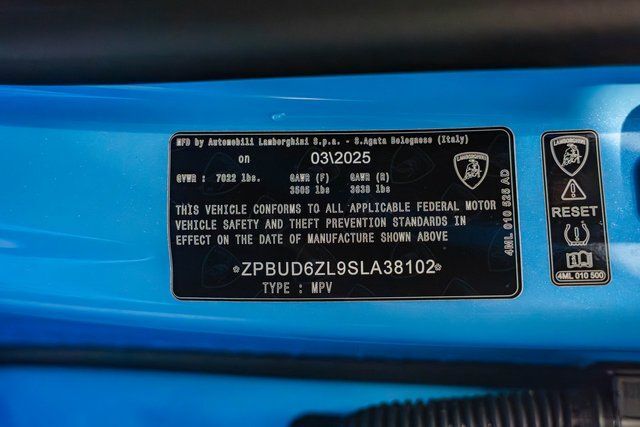 MFD by Automobili Lamborghini S.p.a. - S.Agata Bolognese (Italy)
on 03\2025
GVWR : 7022 lbs. GAWR (F) GAWR (R)
3505 lbs 3638 lbs
THIS VEHICLE CONFORMS TO ALL APPLICABLE FEDERAL MOTOR
VEHICLE SAFETY AND THEFT PREVENTION STANDARDS IN
EFFECT ON THE DATE OF MANUFACTURE SHOWN ABOVE
*ZPBUD6ZL9SLA38102*
TYPE : MPV
LAMBORGHINI
4ML 010 526 AD
LAMBORGHINI
RESET
4ML 010 500